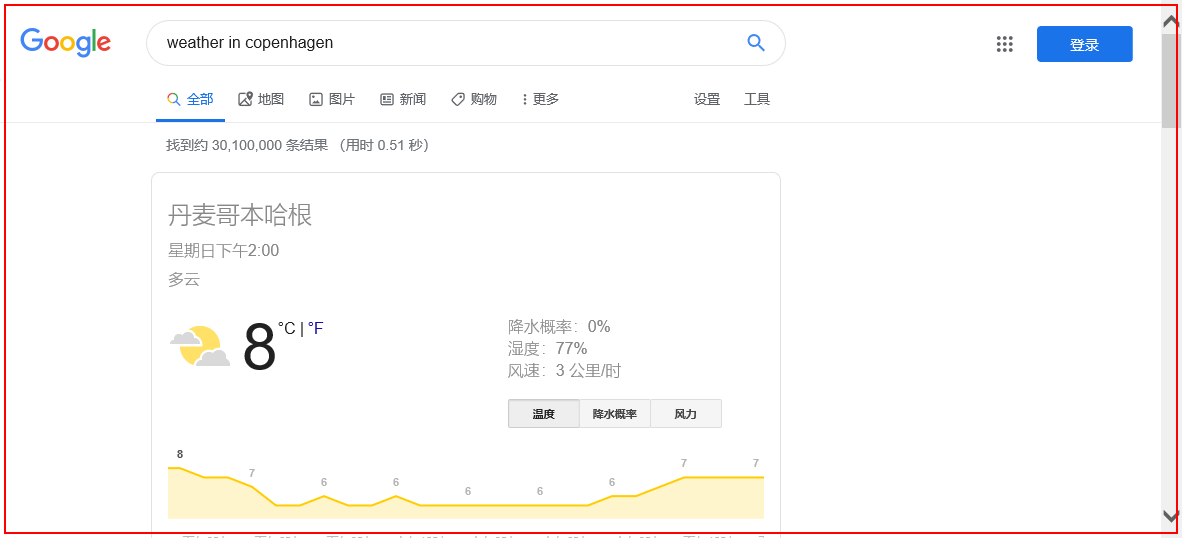 Google
weather in copenhagen
登录
全部 地图 图片 新闻 购物 更多 设置 工具
找到约 30,100,000 条结果 （用时 0.51 秒）
丹麦哥本哈根
星期日下午2:00
多云
8 °C | °F
降水概率： 0%
湿度： 77%
风速： 3 公里/时
温度 降水概率 风力
8 7 6 6 6 6 6 7 7